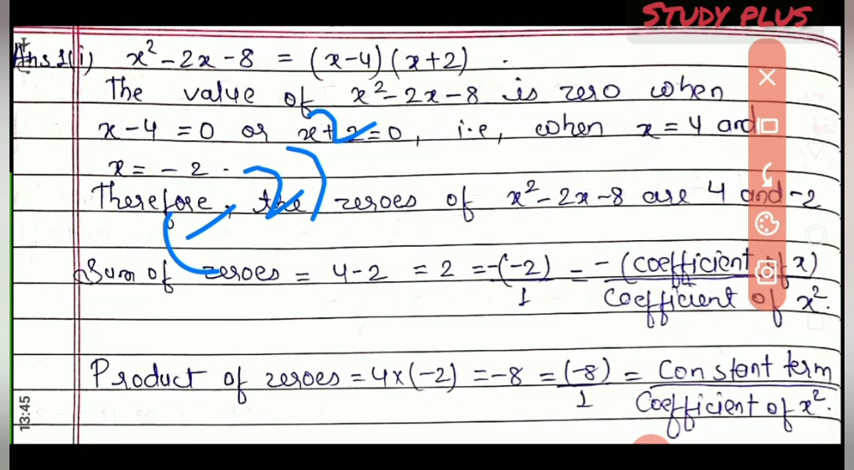 STUDY PLUS
Ans 1(i) x² - 2x - 8 = (x-4) (x+2) .
The value of x² - 2x - 8 is zero when
x - 4 = 0 or x + 2 = 0, i.e, when x = 4 and
x = - 2 .
Therefore, the zeroes of x² - 2x - 8 are 4 and -2
Sum of zeroes = 4 - 2 = 2 = -(-2)/1 = -(coefficient of x)/Coefficient of x².
Product of zeroes = 4 x (-2) = -8 = (-8)/1 = Constant term/Coefficient of x².
13:45